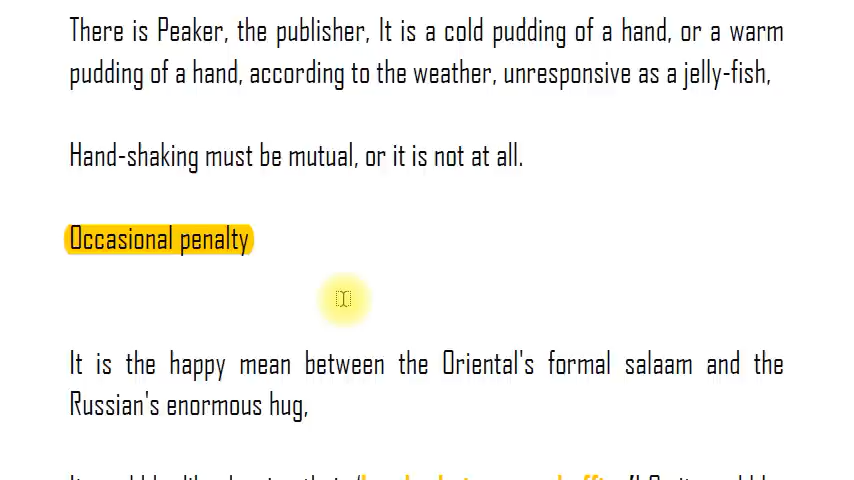 There is Peaker, the publisher, It is a cold pudding of a hand, or a warm
pudding of a hand, according to the weather, unresponsive as a jelly-fish,
Hand-shaking must be mutual, or it is not at all.
Occasional penalty
It is the happy mean between the Oriental's formal salaam and the
Russian's enormous hug,